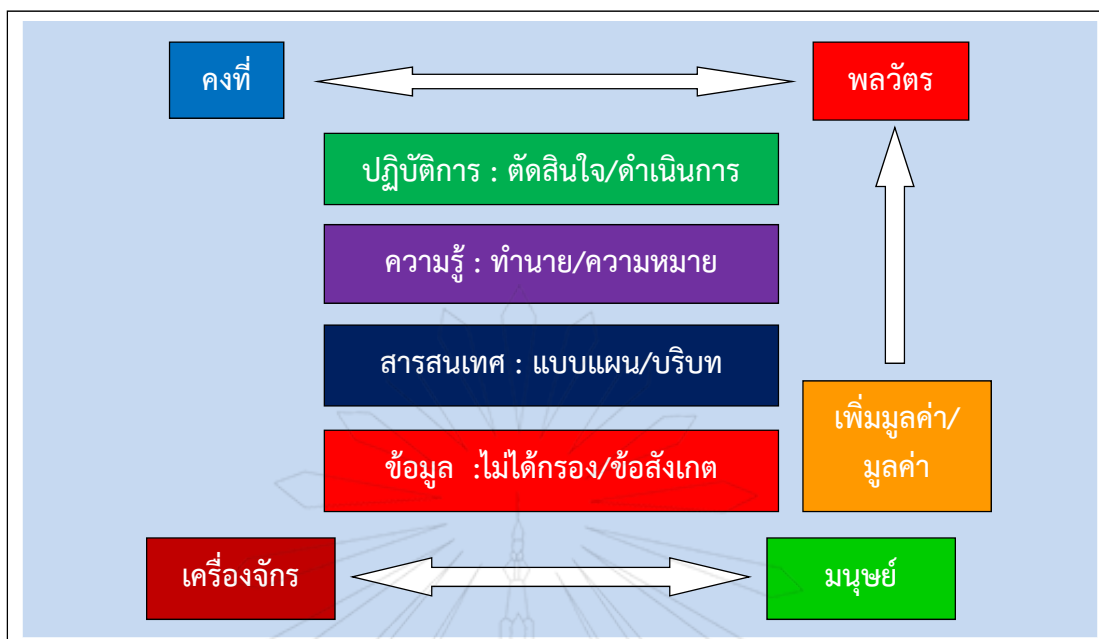 คงที่
พลวัตร
ปฏิบัติการ : ตัดสินใจ/ดำเนินการ
ความรู้ : ทำนาย/ความหมาย
สารสนเทศ : แบบแผน/บริบท
เพิ่มมูลค่า/
มูลค่า
ข้อมูล :ไม่ได้กรอง/ข้อสังเกต
เครื่องจักร
มนุษย์